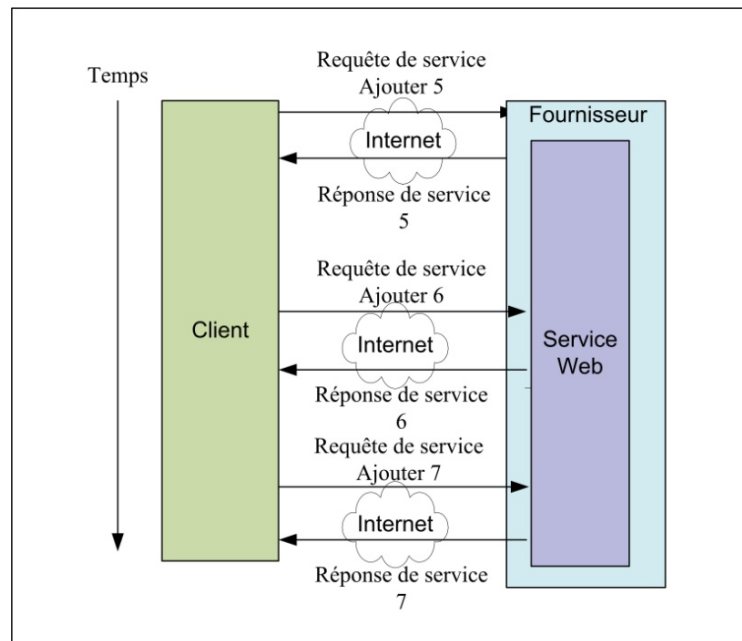 Temps
Requête de service
Ajouter 5
Fournisseur
Internet
Réponse de service
5
Requête de service
Ajouter 6
Client
Internet
Service
Web
Réponse de service
6
Requête de service
Ajouter 7
Internet
Réponse de service
7